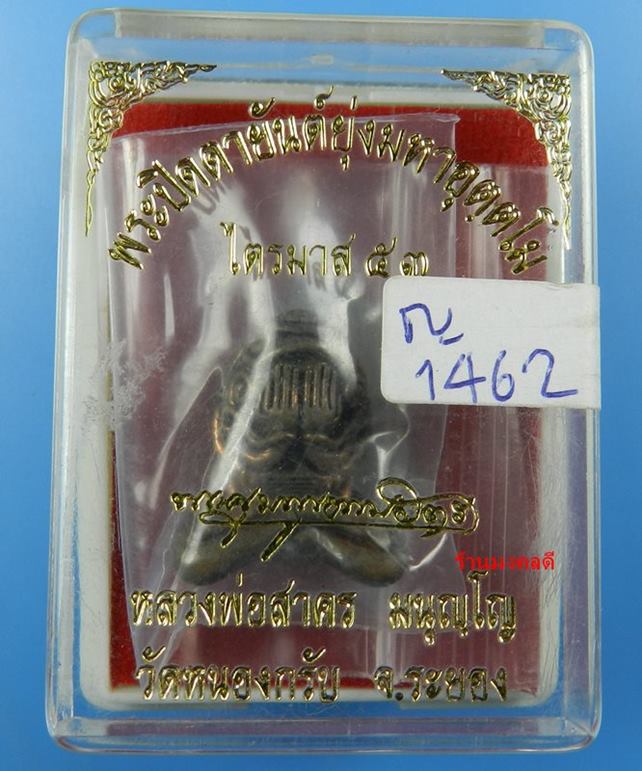 พระปิดตายันต์ยุ่งมหาอุตฺตโม
ไตรมาส ๕๓
ญ
1462
ร้านมงคลดี
หลวงพ่อสาคร มนุญฺโญ
วัดหนองกรับ จ.ระยอง